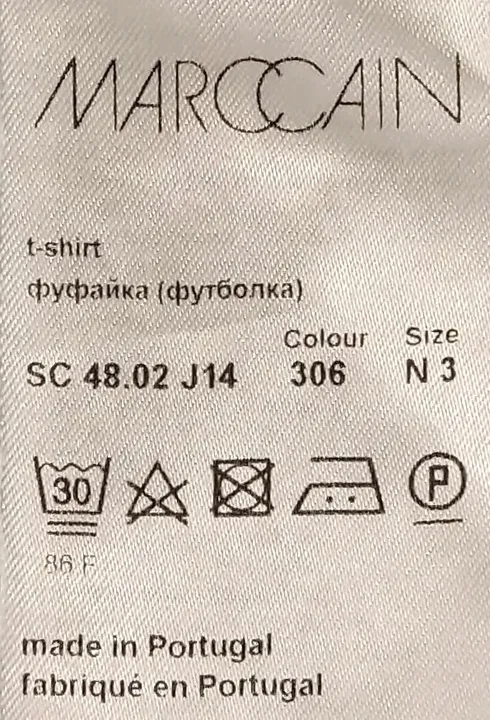 MARCCAIN
t-shirt
фуфайка (футболка)
Colour Size
SC 48.02 J14 306 N 3
30 P
86 F
made in Portugal
fabriqué en Portugal